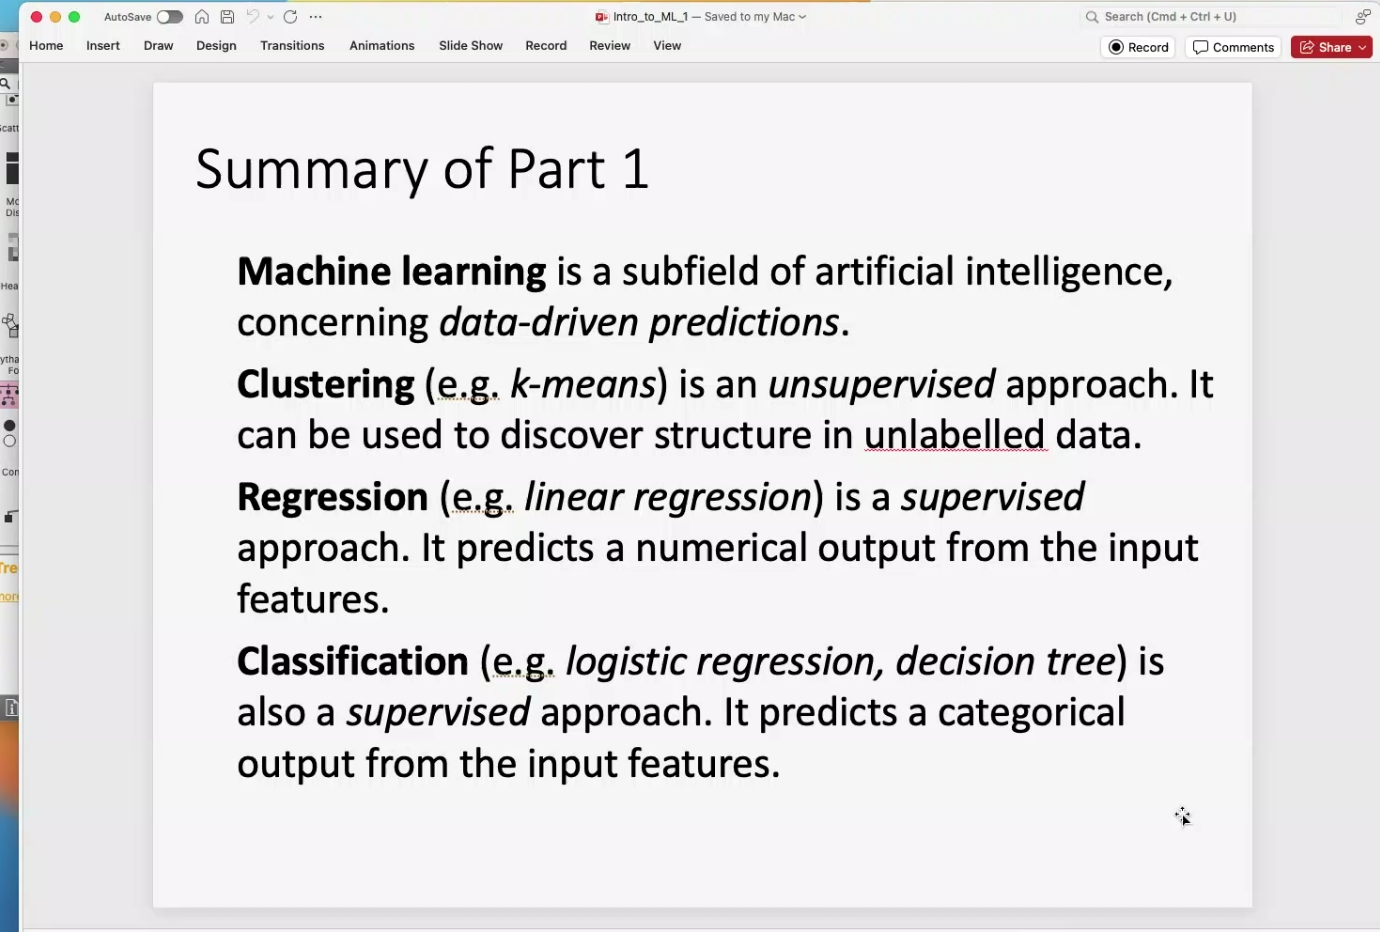 AutoSave
Intro_to_ML_1 — Saved to my Mac
Search (Cmd + Ctrl + U)
Home Insert Draw Design Transitions Animations Slide Show Record Review View
Record Comments Share
Summary of Part 1
Machine learning is a subfield of artificial intelligence,
concerning data-driven predictions.
Clustering (e.g. k-means) is an unsupervised approach. It
can be used to discover structure in unlabelled data.
Regression (e.g. linear regression) is a supervised
approach. It predicts a numerical output from the input
features.
Classification (e.g. logistic regression, decision tree) is
also a supervised approach. It predicts a categorical
output from the input features.